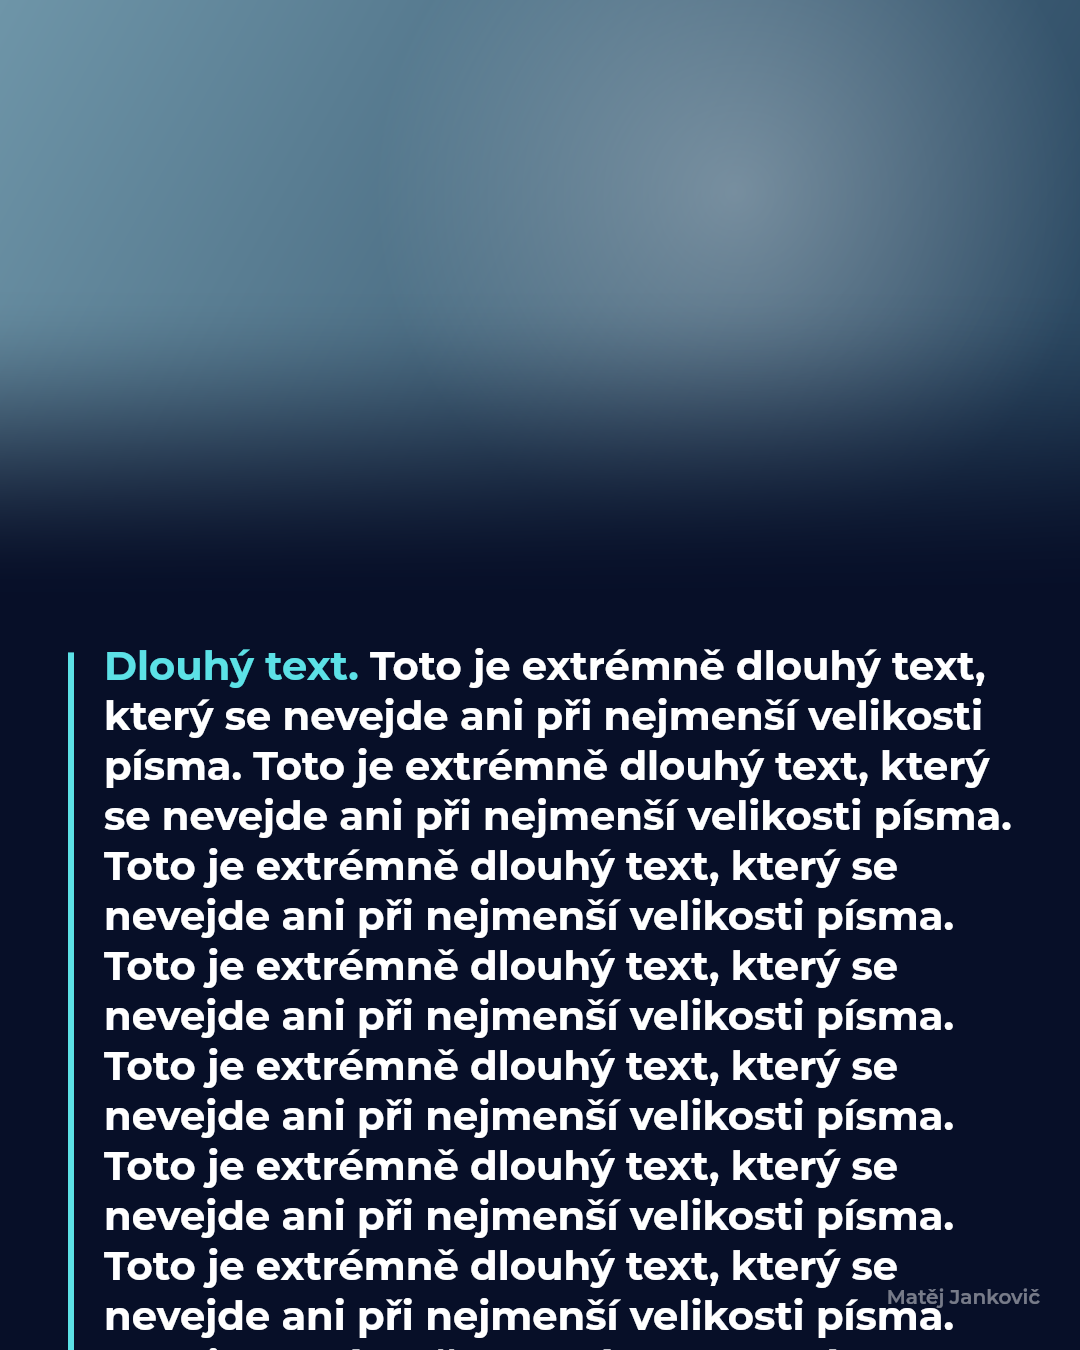 Dlouhý text. Toto je extrémně dlouhý text,
který se nevejde ani při nejmenší velikosti
písma. Toto je extrémně dlouhý text, který
se nevejde ani při nejmenší velikosti písma.
Toto je extrémně dlouhý text, který se
nevejde ani při nejmenší velikosti písma.
Toto je extrémně dlouhý text, který se
nevejde ani při nejmenší velikosti písma.
Toto je extrémně dlouhý text, který se
nevejde ani při nejmenší velikosti písma.
Toto je extrémně dlouhý text, který se
nevejde ani při nejmenší velikosti písma.
Toto je extrémně dlouhý text, který se
Matěj Jankovič
nevejde ani při nejmenší velikosti písma.